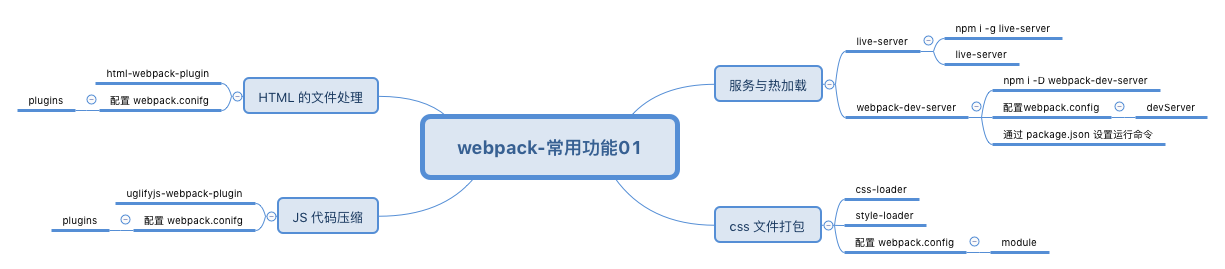 webpack-常用功能01
服务与热加载
live-server
npm i -g live-server
live-server
webpack-dev-server
npm i -D webpack-dev-server
配置webpack.config
devServer
通过 package.json 设置运行命令
css 文件打包
css-loader
style-loader
配置 webpack.config
module
HTML 的文件处理
html-webpack-plugin
配置 webpack.conifg
plugins
JS 代码压缩
uglifyjs-webpack-plugin
配置 webpack.conifg
plugins